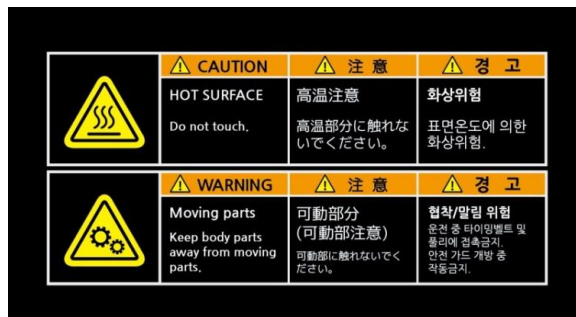 CAUTION
HOT SURFACE
Do not touch.
注意
高温注意
高温部分に触れな
いでください。
경고
화상위험
표면온도에 의한
화상위험.
WARNING
Moving parts
Keep body parts
away from moving
parts.
注意
可動部分
(可動部注意)
可動部に触れないでく
ださい。
경고
협착/말림 위험
운전 중 타이밍벨트 및
풀리에 접촉금지.
안전 가드 개방 중
작동금지.